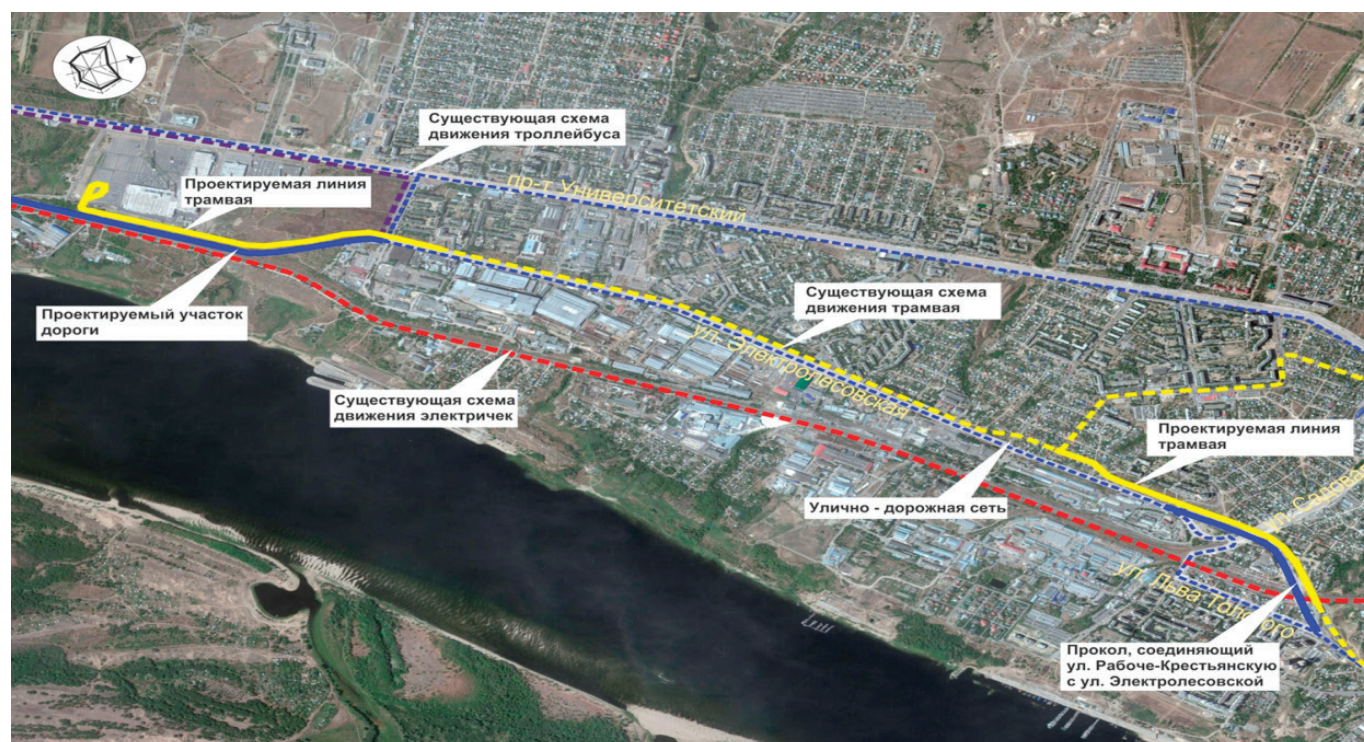 Существующая схема
движения троллейбуса
пр-т Университетский
Проектируемая линия
трамвая
Проектируемый участок
дороги
Существующая схема
движения трамвая
ул. Электролесовская
Существующая схема
движения электричек
Проектируемая линия
трамвая
Улично - дорожная сеть
ул. Льва Толстого
Прокол, соединяющий
ул. Рабоче-Крестьянскую
с ул. Электролесовской